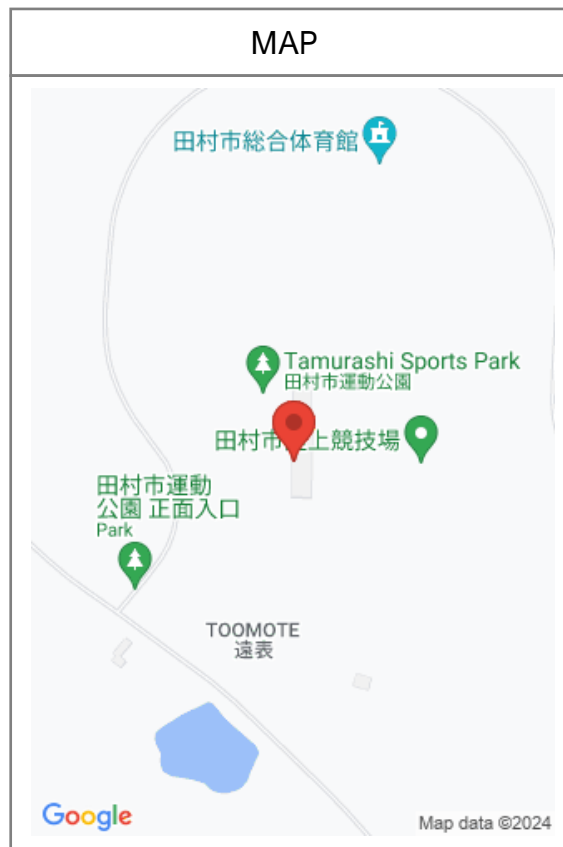 MAP
田村市総合体育館
Tamurashi Sports Park
田村市運動公園
田村市 上競技場
田村市運動
公園 正面入口
Park
TOOMOTE
遠表
Google
Map data ©2024